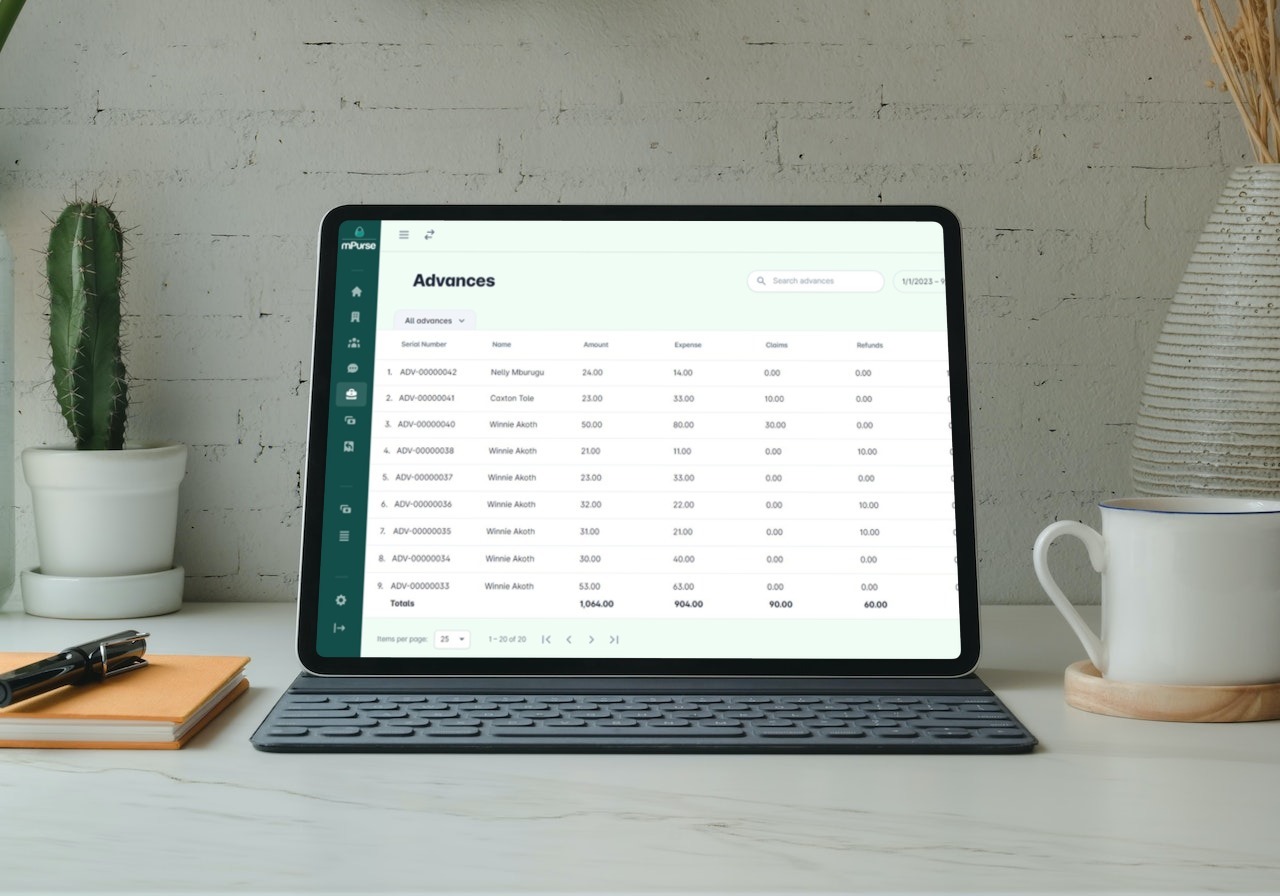 mPurse
Advances
Search advances
1/1/2023 – 9
All advances
Serial Number Name Amount Expense Claims Refunds
1. ADV-00000042 Nelly Mburugu 24.00 14.00 0.00 0.00
2. ADV-00000041 Caxton Tole 23.00 33.00 10.00 0.00
3. ADV-00000040 Winnie Akoth 50.00 80.00 30.00 0.00
4. ADV-00000038 Winnie Akoth 21.00 11.00 0.00 10.00
5. ADV-00000037 Winnie Akoth 23.00 33.00 0.00 0.00
6. ADV-00000036 Winnie Akoth 32.00 22.00 0.00 10.00
7. ADV-00000035 Winnie Akoth 31.00 21.00 0.00 10.00
8. ADV-00000034 Winnie Akoth 30.00 40.00 0.00 0.00
9. ADV-00000033 Winnie Akoth 53.00 63.00 0.00 0.00
Totals 1,064.00 904.00 90.00 60.00
Items per page: 25 1 – 20 of 20